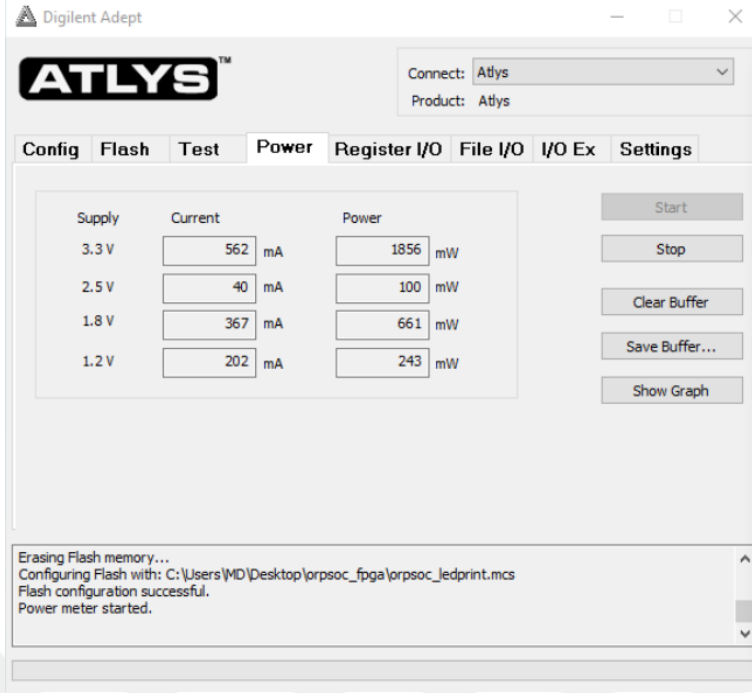 Digilent Adept
ATLYS™
Connect: Atlys
Product: Atlys
Config Flash Test Power Register I/O File I/O I/O Ex Settings
Supply Current Power
3.3 V 562 mA 1856 mW
2.5 V 40 mA 100 mW
1.8 V 367 mA 661 mW
1.2 V 202 mA 243 mW
Start
Stop
Clear Buffer
Save Buffer...
Show Graph
Erasing Flash memory...
Configuring Flash with: C:\Users\MD\Desktop\orpsoc_fpga\orpsoc_ledprint.mcs
Flash configuration successful.
Power meter started.